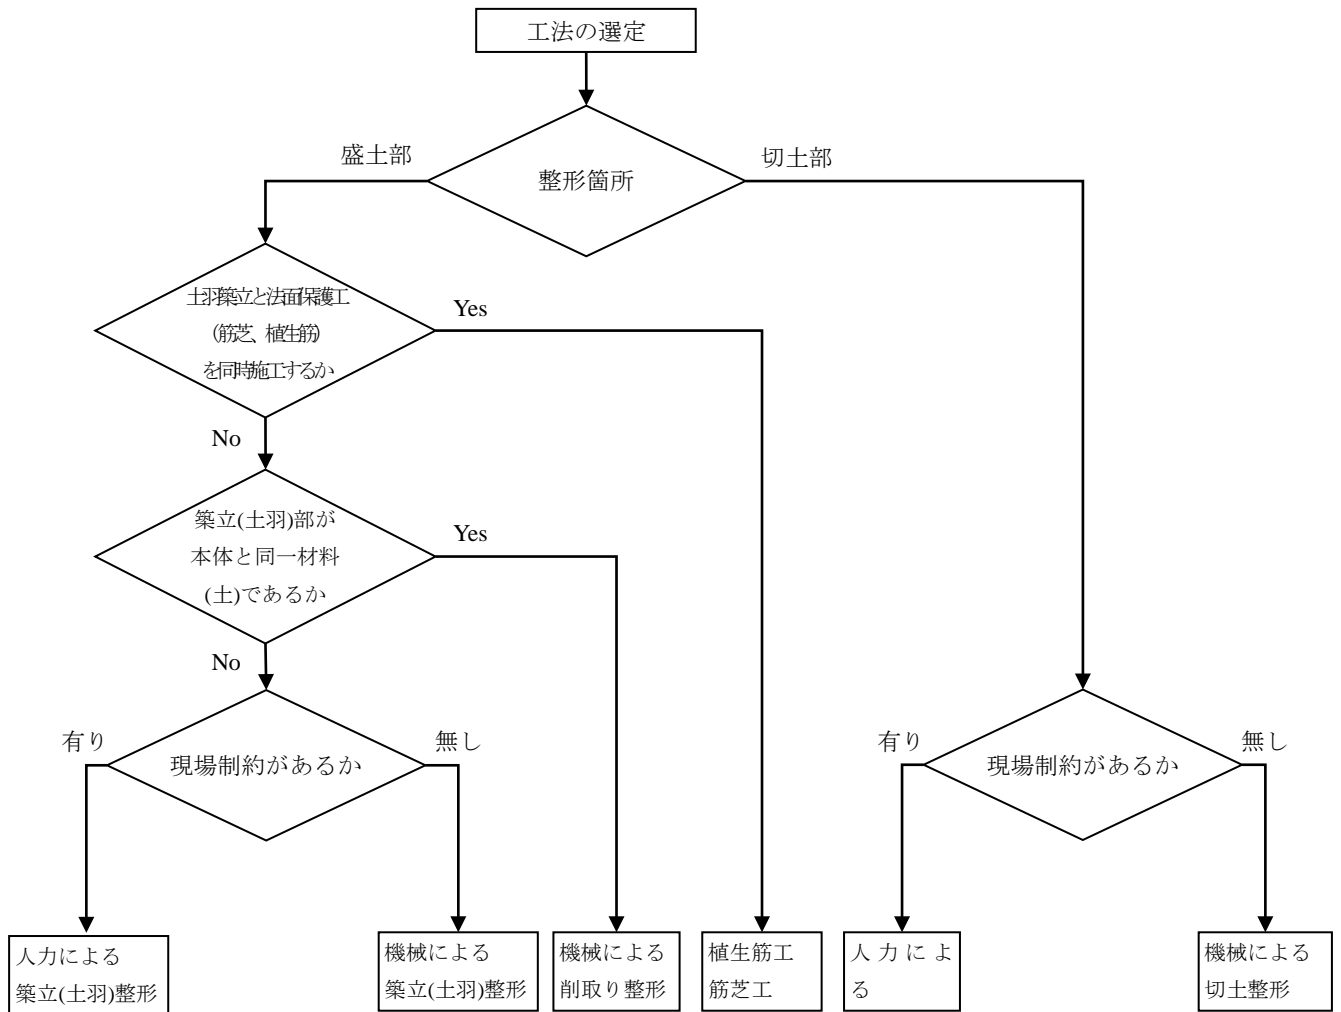 工法の選定
盛土部
切土部
整形箇所
土羽築立と法面保護工
(筋芝、植生筋)
を同時施工するか
Yes
No
築立(土羽)部が
本体と同一材料
(土)であるか
Yes
No
有り
現場制約があるか
無し
有り
現場制約があるか
無し
人力による
築立(土羽)整形
機械による
築立(土羽)整形
機械による
削取り整形
植生筋工
筋芝工
人力によ
る
機械による
切土整形